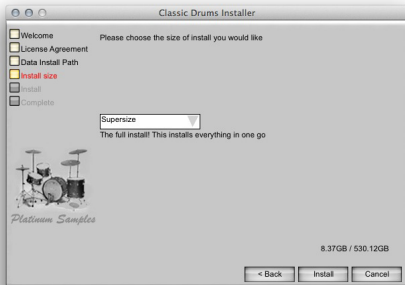 Classic Drums Installer
Welcome
License Agreement
Data Install Path
Install size
Install
Complete
Please choose the size of install you would like
Supersize
The full install! This installs everything in one go
Platinum Samples
8.37GB / 530.12GB
< Back
Install
Cancel